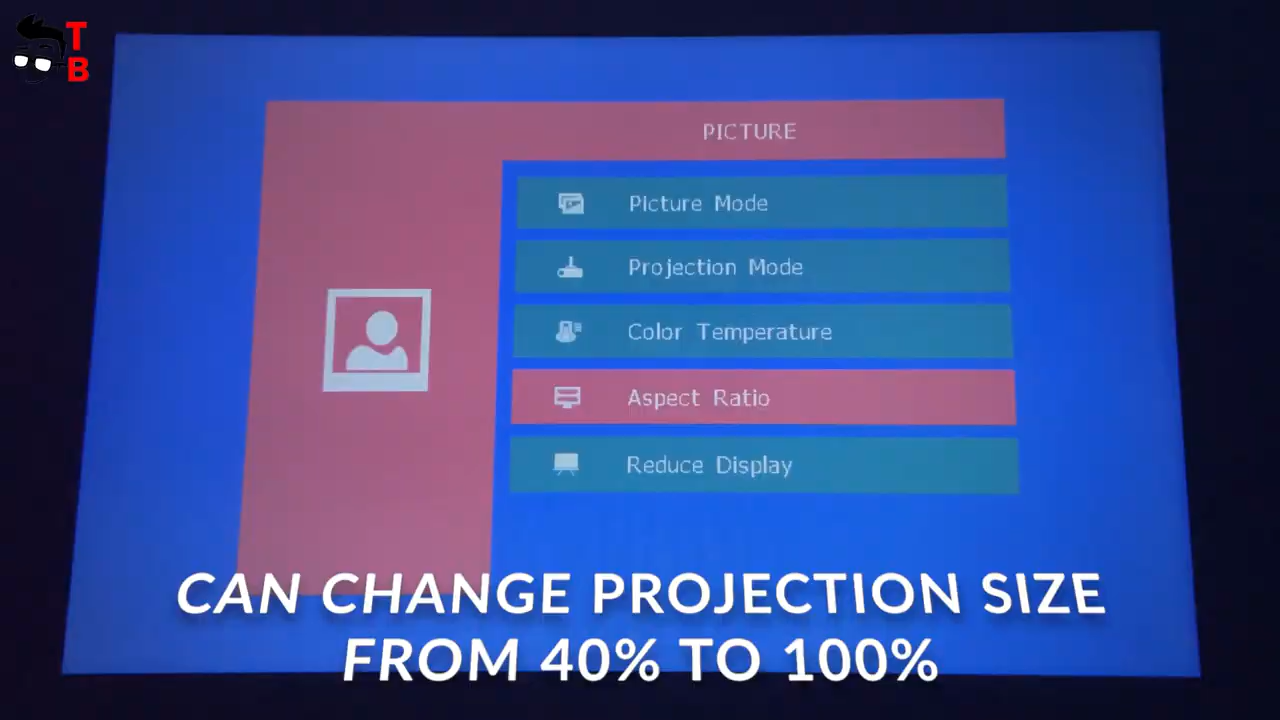 T
B
PICTURE
Picture Mode
Projection Mode
Color Temperature
Aspect Ratio
Reduce Display
CAN CHANGE PROJECTION SIZE
FROM 40% TO 100%